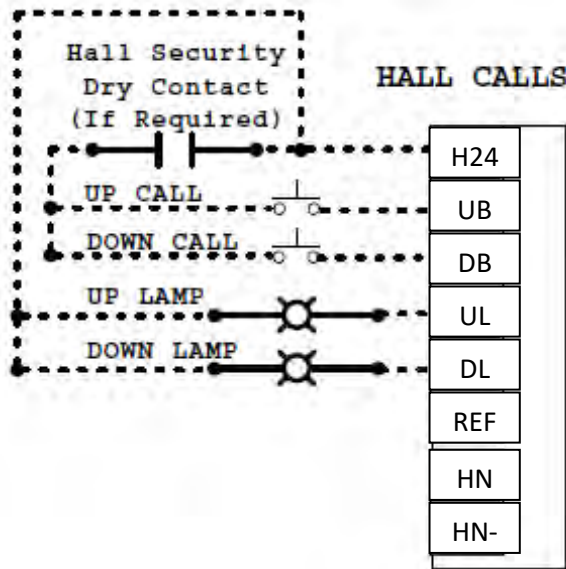 Hall Security
Dry Contact
(If Required)
HALL CALLS
H24
UP CALL
UB
DOWN CALL
DB
UP LAMP
UL
DOWN LAMP
DL
REF
HN
HN-